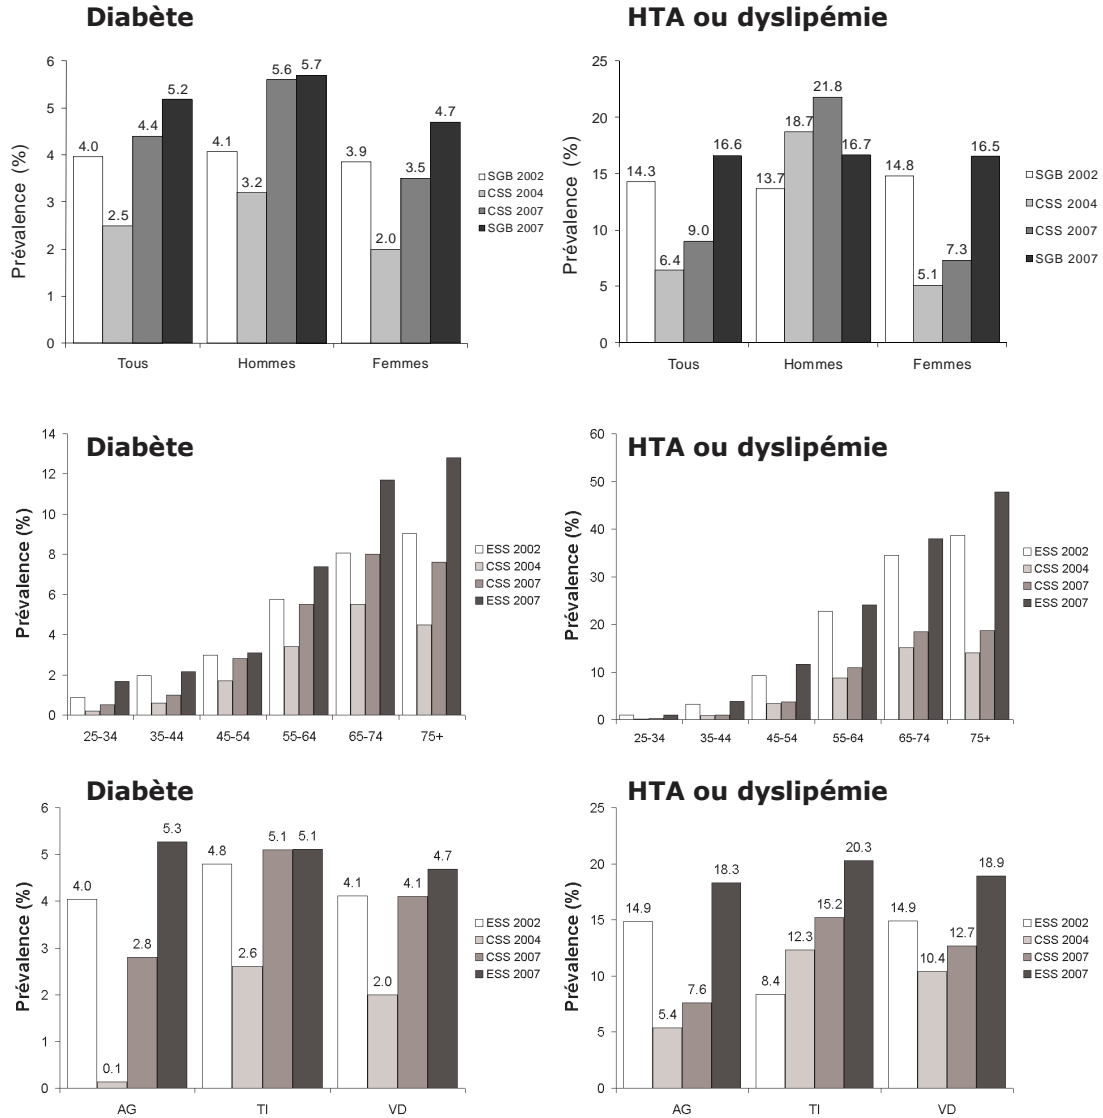 Diabète
HTA ou dyslipémie
6
5
4
3
2
1
0
Prévalence (%)
4.0
2.5
4.4
5.2
4.1
3.2
5.6
5.7
3.9
2.0
3.5
4.7
Tous
Hommes
Femmes
SGB 2002
CSS 2004
CSS 2007
SGB 2007
25
20
15
10
5
0
Prévalence (%)
14.3
6.4
9.0
16.6
13.7
18.7
21.8
16.7
14.8
5.1
7.3
16.5
Tous
Hommes
Femmes
SGB 2002
CSS 2004
CSS 2007
SGB 2007
Diabète
HTA ou dyslipémie
14
12
10
8
6
4
2
0
Prévalence (%)
25-34
35-44
45-54
55-64
65-74
75+
ESS 2002
CSS 2004
CSS 2007
ESS 2007
60
50
40
30
20
10
0
Prévalence (%)
25-34
35-44
45-54
55-64
65-74
75+
ESS 2002
CSS 2004
CSS 2007
ESS 2007
Diabète
HTA ou dyslipémie
6
5
4
3
2
1
0
Prévalence (%)
4.0
0.1
2.8
5.3
4.8
2.6
5.1
5.1
4.1
2.0
4.1
4.7
AG
TI
VD
ESS 2002
CSS 2004
CSS 2007
ESS 2007
25
20
15
10
5
0
Prévalence (%)
14.9
5.4
7.6
18.3
8.4
12.3
15.2
20.3
14.9
10.4
12.7
18.9
AG
TI
VD
ESS 2002
CSS 2004
CSS 2007
ESS 2007